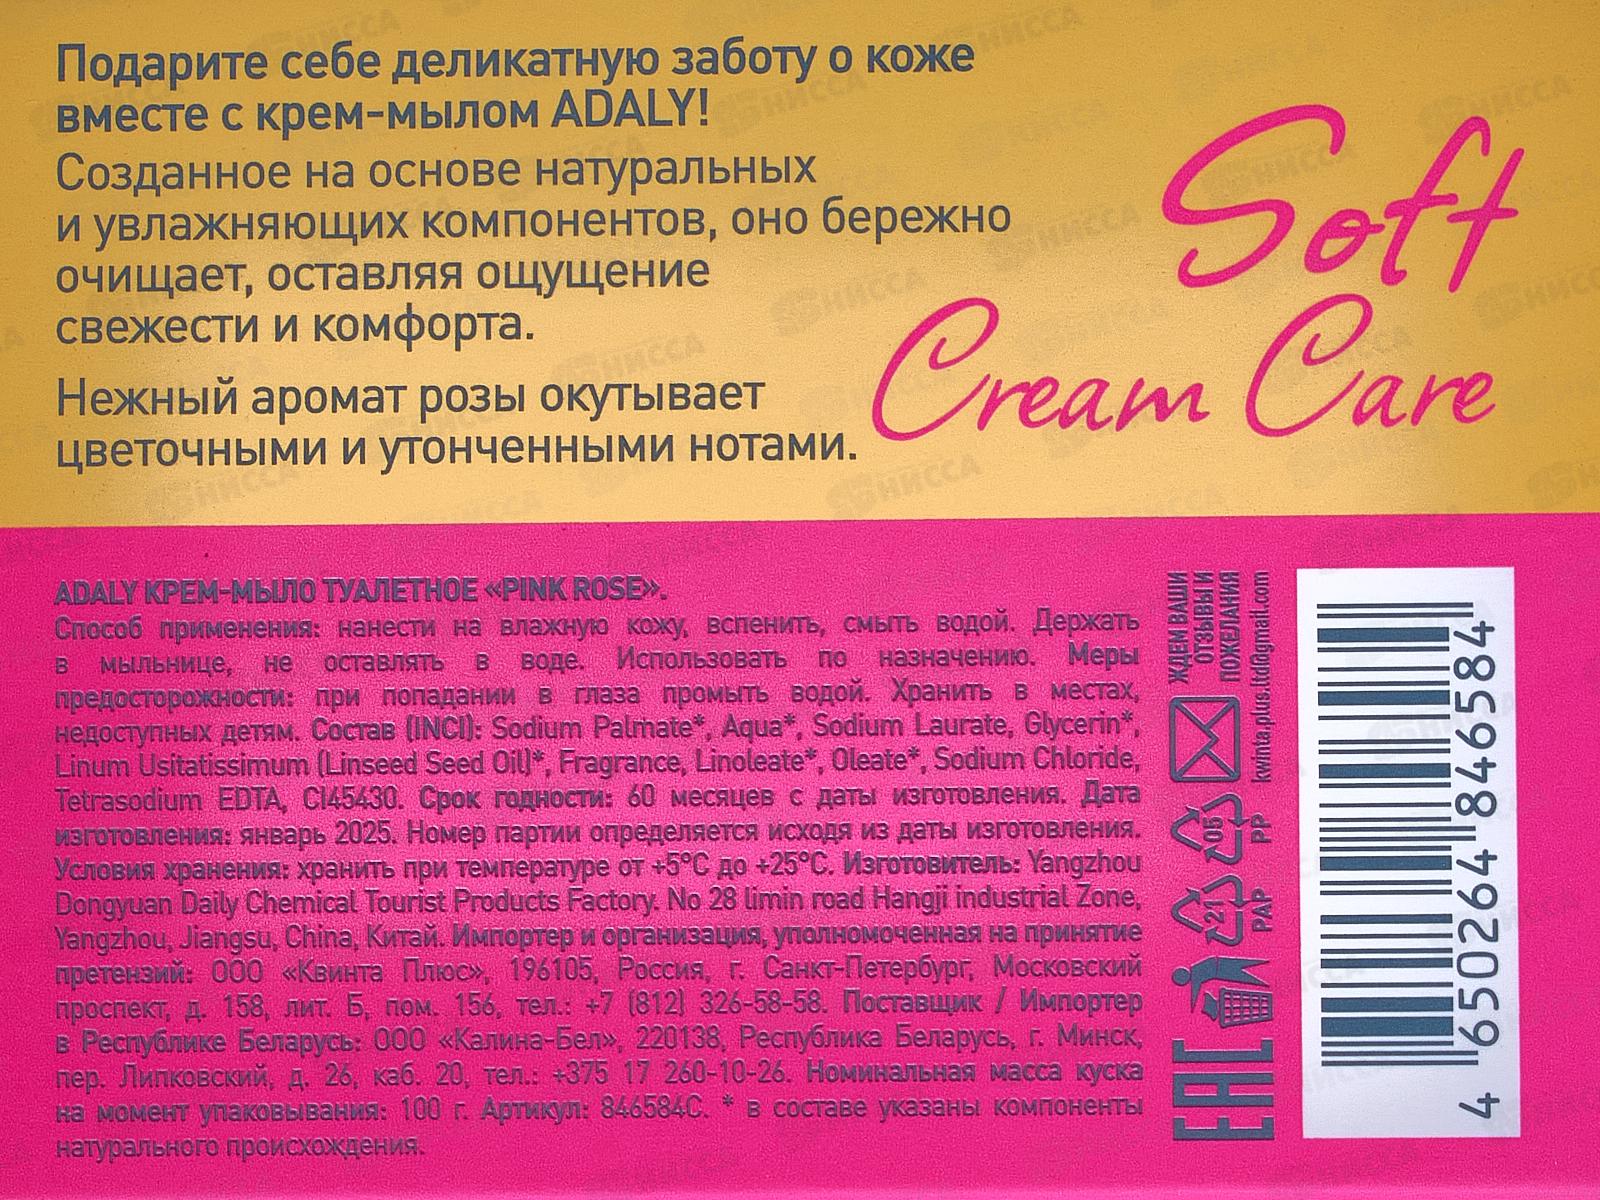 Подарите себе деликатную заботу о коже
вместе с крем-мылом ADALY!
Созданное на основе натуральных
и увлажняющих компонентов, оно бережно
очищает, оставляя ощущение
свежести и комфорта.
Нежный аромат розы окутывает
цветочными и утонченными нотами.
Soft
Cream Care
ADALY КРЕМ-МЫЛО ТУАЛЕТНОЕ «PINK ROSE».
Способ применения: нанести на влажную кожу, вспенить, смыть водой. Держать
в мыльнице, не оставлять в воде. Использовать по назначению. Меры
предосторожности: при попадании в глаза промыть водой. Хранить в местах,
недоступных детям. Состав (INCI): Sodium Palmate*, Aqua*, Sodium Laurate, Glycerin*,
Linum Usitatissimum (Linseed Seed Oil)*, Fragrance, Linoleate*, Oleate*, Sodium Chloride,
Tetrasodium EDTA, CI45430. Срок годности: 60 месяцев с даты изготовления. Дата
изготовления: январь 2025. Номер партии определяется исходя из даты изготовления.
Условия хранения: хранить при температуре от +5°C до +25°C. Изготовитель: Yangzhou
Dongyuan Daily Chemical Tourist Products Factory. No 28 limin road Hangji industrial Zone,
Yangzhou, Jiangsu, China, Китай. Импортер и организация, уполномоченная на принятие
претензий: ООО «Квинта Плюс», 196105, Россия, г. Санкт-Петербург, Московский
проспект, д. 158, лит. Б, пом. 156, тел.: +7 (812) 326-58-58. Поставщик / Импортер
в Республике Беларусь: ООО «Калина-Бел», 220138, Республика Беларусь, г. Минск,
пер. Липковский, д. 26, каб. 20, тел.: +375 17 260-10-26. Номинальная масса куска
на момент упаковывания: 100 г. Артикул: 846584C. * в составе указаны компоненты
натурального происхождения.
ЖДЕМ ВАШИ
ОТЗЫВЫ И
ПОЖЕЛАНИЯ
kwinta.plus.ltd@gmail.com
05
PP
21
PAP
EAC
4 650264 846584
НИССА